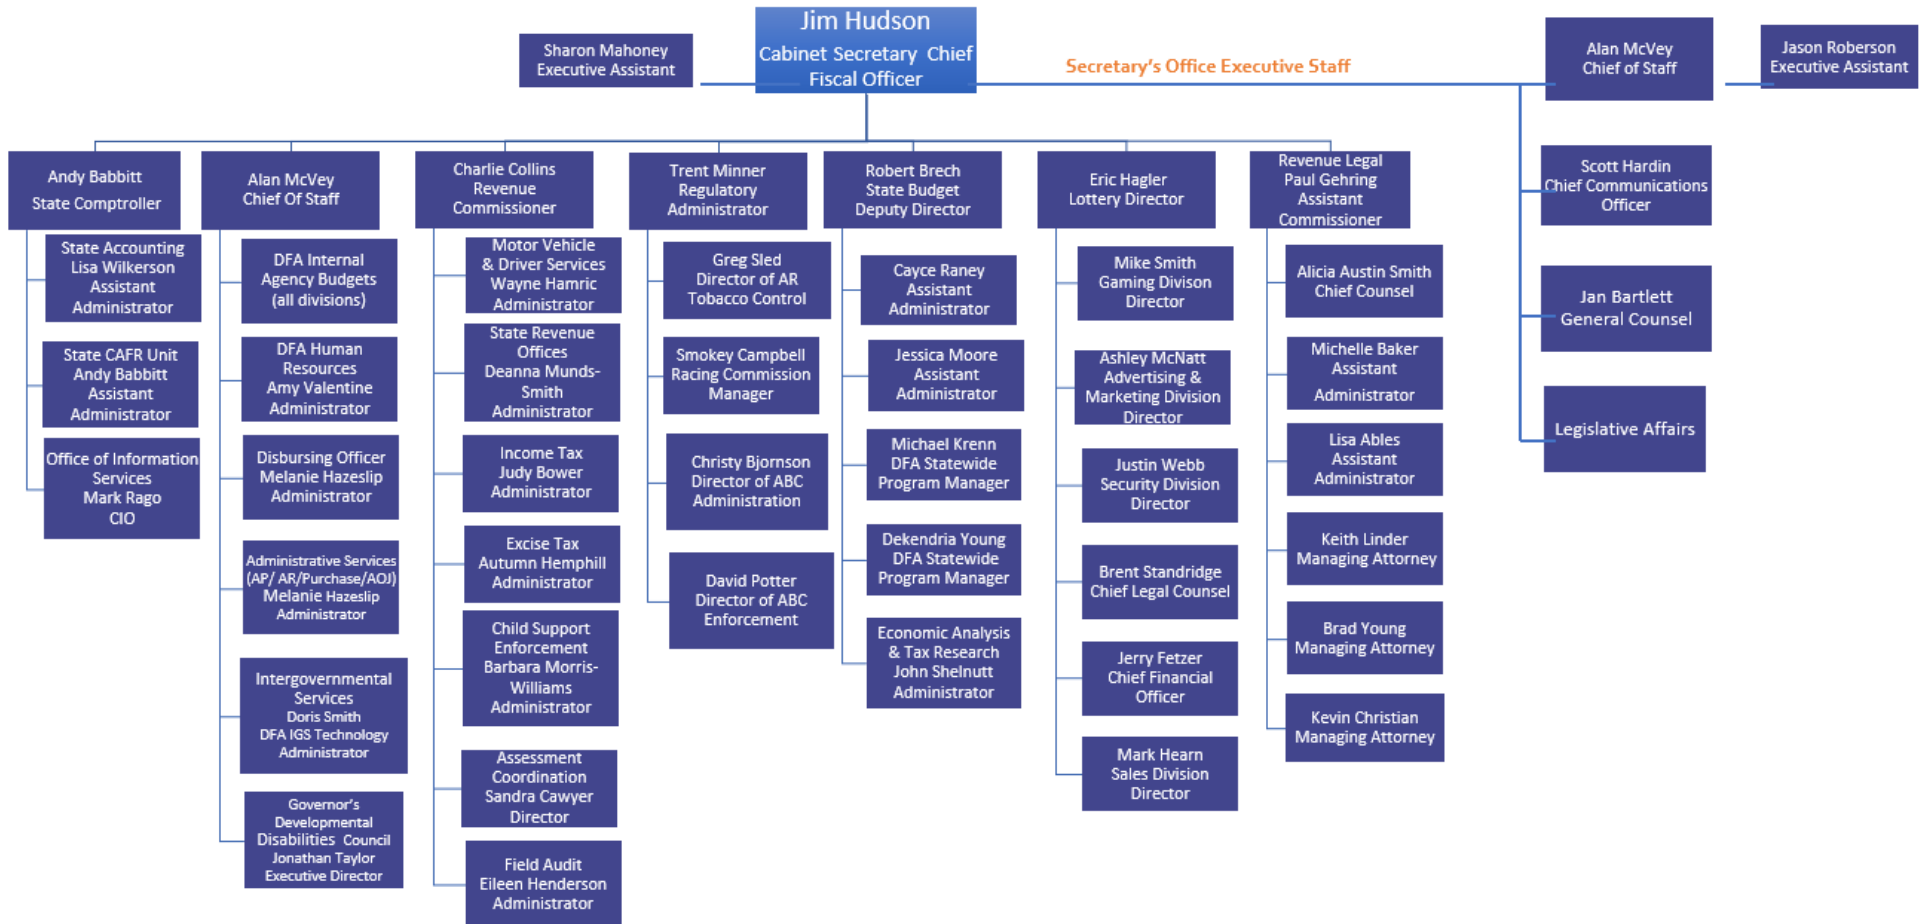 Jim Hudson
Cabinet Secretary Chief
Fiscal Officer
Sharon Mahoney
Executive Assistant
Secretary's Office Executive Staff
Alan McVey
Chief of Staff
Jason Roberson
Executive Assistant
Scott Hardin
Chief Communications
Officer
Jan Bartlett
General Counsel
Legislative Affairs
Andy Babbitt
State Comptroller
State Accounting
Lisa Wilkerson
Assistant
Administrator
State CAFR Unit
Andy Babbitt
Assistant
Administrator
Office of Information
Services
Mark Rago
CIO
Alan McVey
Chief Of Staff
DFA Internal
Agency Budgets
(all divisions)
DFA Human
Resources
Amy Valentine
Administrator
Disbursing Officer
Melanie Hazeslip
Administrator
Administrative Services
(AP/ AR/Purchase/AOJ)
Melanie Hazeslip
Administrator
Intergovernmental
Services
Doris Smith
DFA IGS Technology
Administrator
Governor's
Developmental
Disabilities Council
Jonathan Taylor
Executive Director
Charlie Collins
Revenue
Commissioner
Motor Vehicle
& Driver Services
Wayne Hamric
Administrator
State Revenue
Offices
Deanna Munds-
Smith
Administrator
Income Tax
Judy Bower
Administrator
Excise Tax
Autumn Hemphill
Administrator
Child Support
Enforcement
Barbara Morris-
Williams
Administrator
Assessment
Coordination
Sandra Cawyer
Director
Field Audit
Eileen Henderson
Administrator
Trent Minner
Regulatory
Administrator
Greg Sled
Director of AR
Tobacco Control
Smokey Campbell
Racing Commission
Manager
Christy Bjornson
Director of ABC
Administration
David Potter
Director of ABC
Enforcement
Robert Brech
State Budget
Deputy Director
Cayce Raney
Assistant
Administrator
Jessica Moore
Assistant
Administrator
Michael Krenn
DFA Statewide
Program Manager
Dekendria Young
DFA Statewide
Program Manager
Economic Analysis
& Tax Research
John Shelnutt
Administrator
Eric Hagler
Lottery Director
Mike Smith
Gaming Divison
Director
Ashley McNatt
Advertising &
Marketing Division
Director
Justin Webb
Security Division
Director
Brent Standridge
Chief Legal Counsel
Jerry Fetzer
Chief Financial
Officer
Mark Hearn
Sales Division
Director
Revenue Legal
Paul Gehring
Assistant
Commissioner
Alicia Austin Smith
Chief Counsel
Michelle Baker
Assistant
Administrator
Lisa Ables
Assistant
Administrator
Keith Linder
Managing Attorney
Brad Young
Managing Attorney
Kevin Christian
Managing Attorney